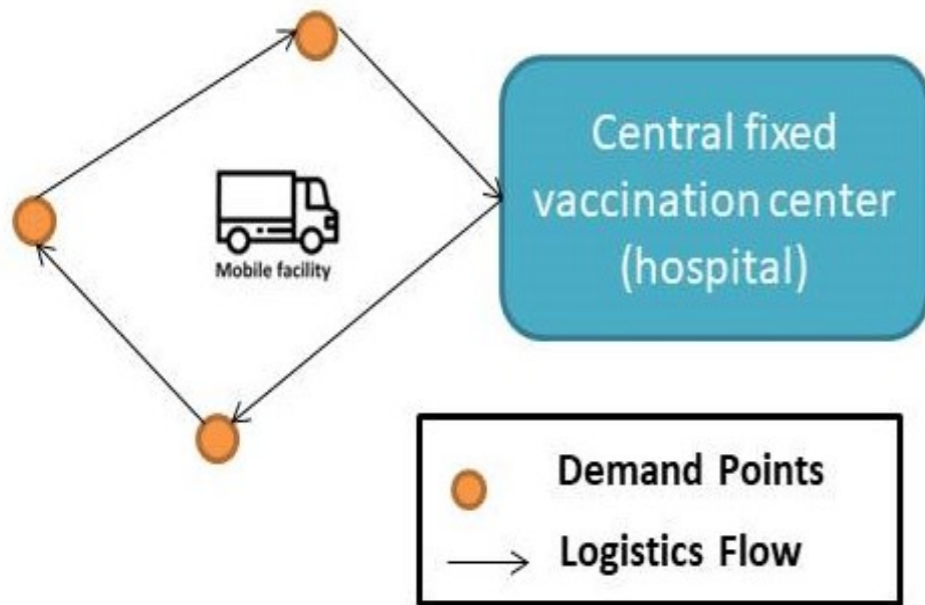 Central fixed
vaccination center
(hospital)
Mobile facility
Demand Points
Logistics Flow